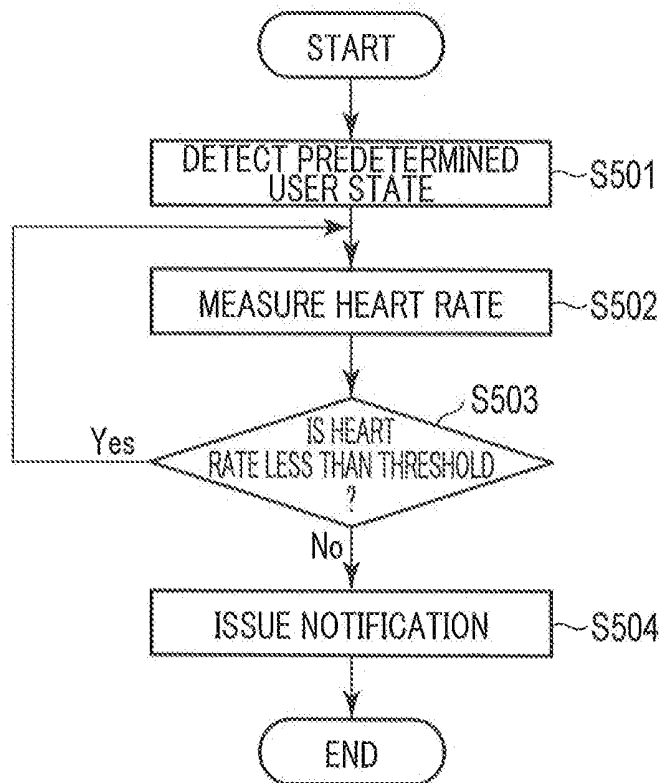 START
DETECT PREDETERMINED
USER STATE
S501
MEASURE HEART RATE
S502
S503
IS HEART
RATE LESS THAN THRESHOLD
?
Yes
No
ISSUE NOTIFICATION
S504
END